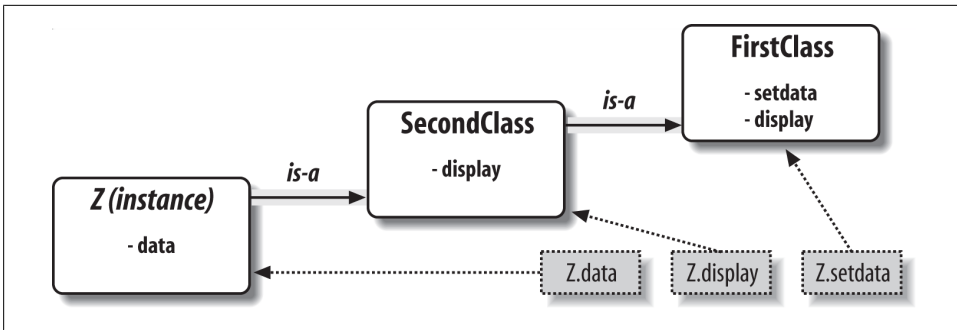 FirstClass
- setdata
- display
is-a
SecondClass
- display
is-a
Z (instance)
- data
Z.data
Z.display
Z.setdata